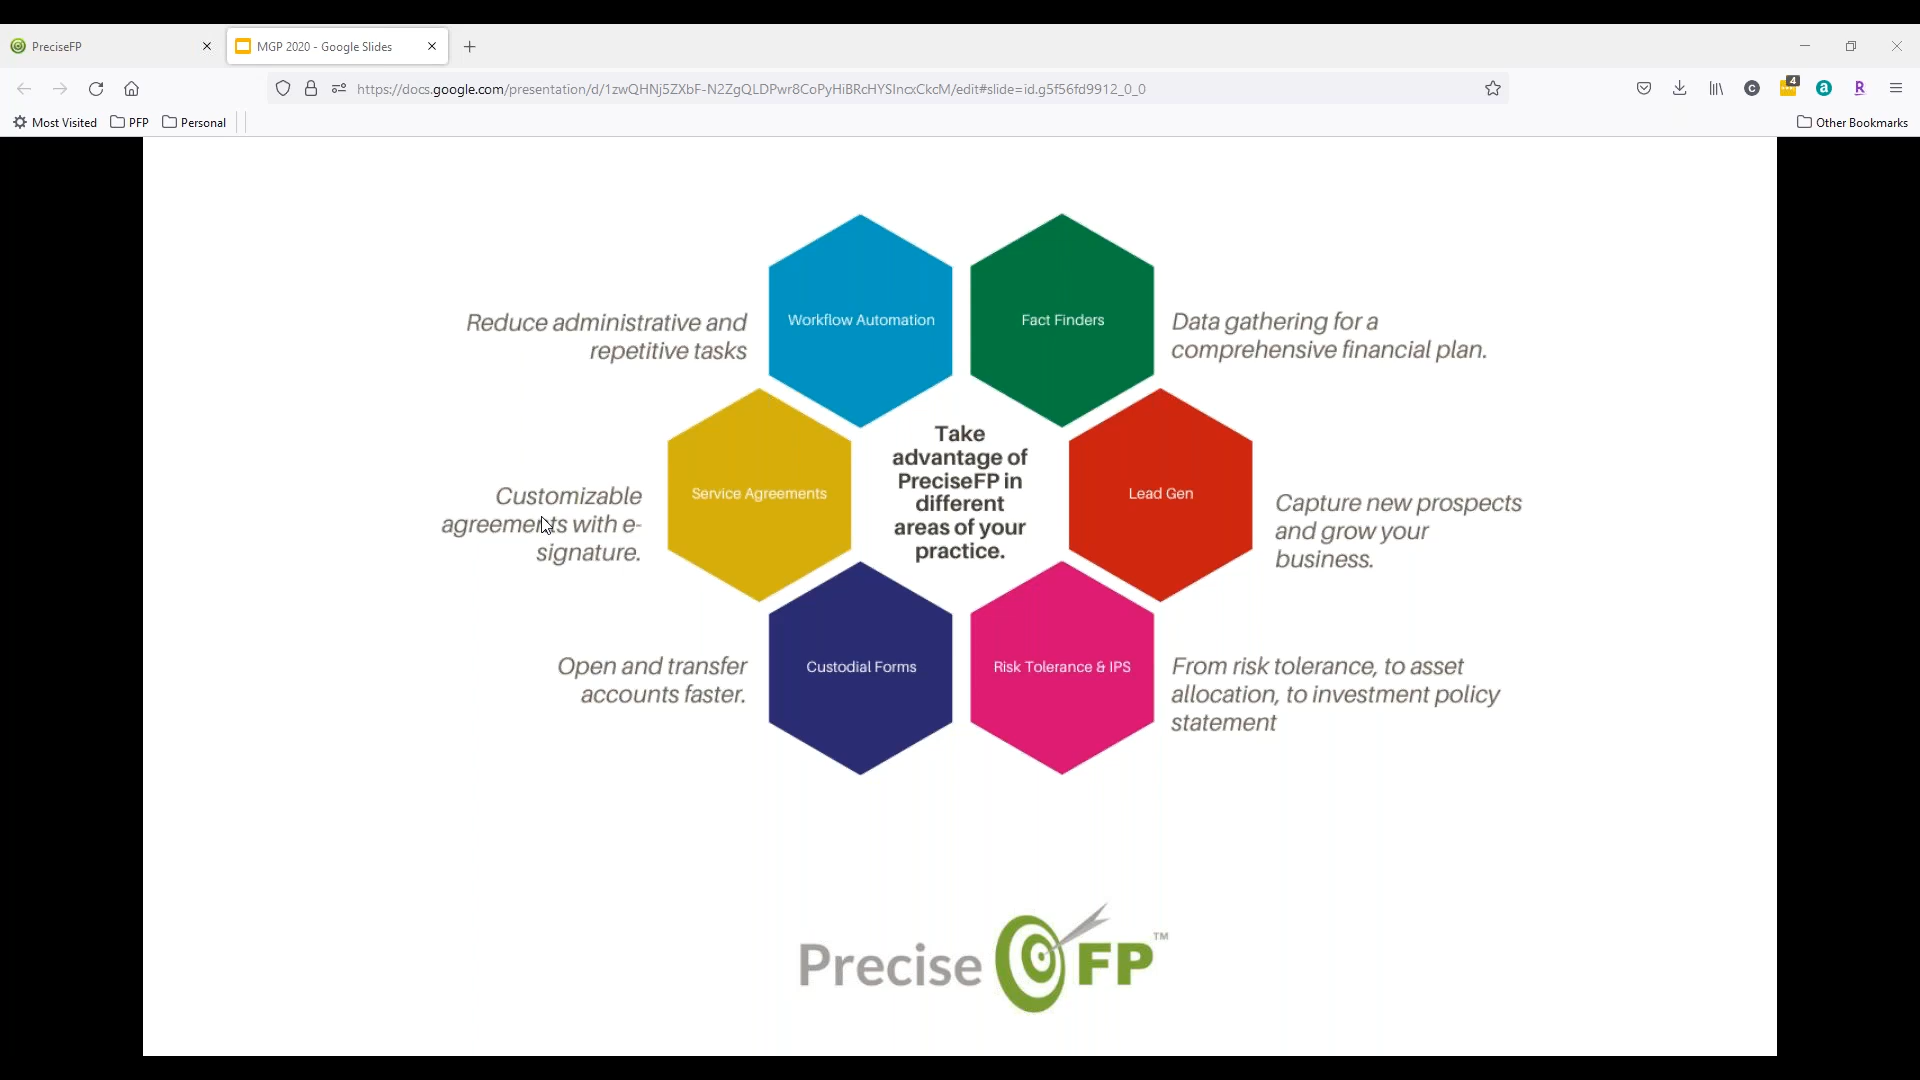 PreciseFP
MGP 2020 - Google Slides
https://docs.google.com/presentation/d/1zwQHNj5ZXbF-N2ZgQLDPwr8CoPyHiBRcHYSIncxCkcM/edit#slide=id.g5f56fd9912_0_0
4
Most Visited
PFP
Personal
Other Bookmarks
Workflow Automation
Reduce administrative and
repetitive tasks
Fact Finders
Data gathering for a
comprehensive financial plan.
Service Agreements
Customizable
agreements with e-
signature.
Take
advantage of
PreciseFP in
different
areas of your
practice.
Lead Gen
Capture new prospects
and grow your
business.
Custodial Forms
Open and transfer
accounts faster.
Risk Tolerance & IPS
From risk tolerance, to asset
allocation, to investment policy
statement
Precise FP™